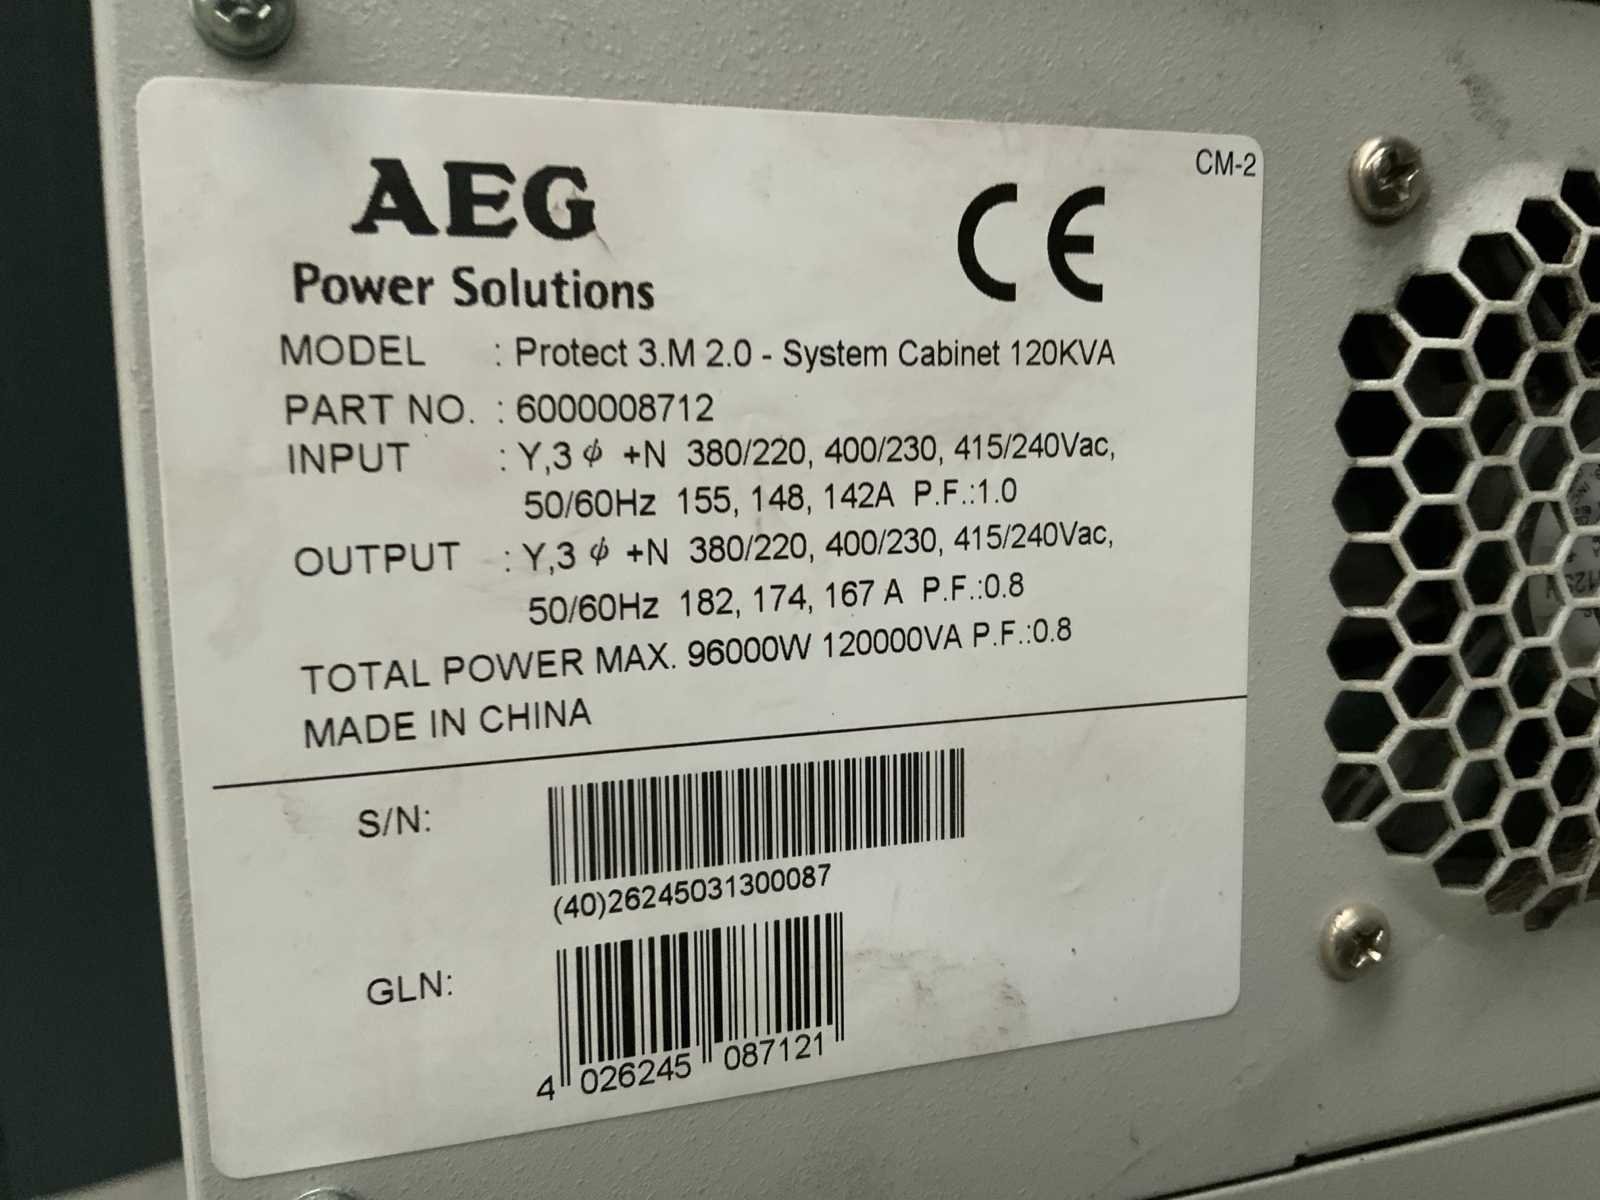 CM-2
AEG
Power Solutions
CE
MODEL : Protect 3.M 2.0 - System Cabinet 120KVA
PART NO. : 6000008712
INPUT : Y,3 ϕ +N 380/220, 400/230, 415/240Vac,
50/60Hz 155, 148, 142A P.F.:1.0
OUTPUT : Y,3 ϕ +N 380/220, 400/230, 415/240Vac,
50/60Hz 182, 174, 167 A P.F.:0.8
TOTAL POWER MAX. 96000W 120000VA P.F.:0.8
MADE IN CHINA
S/N:
(40)26245031300087
GLN:
4 026245 087121